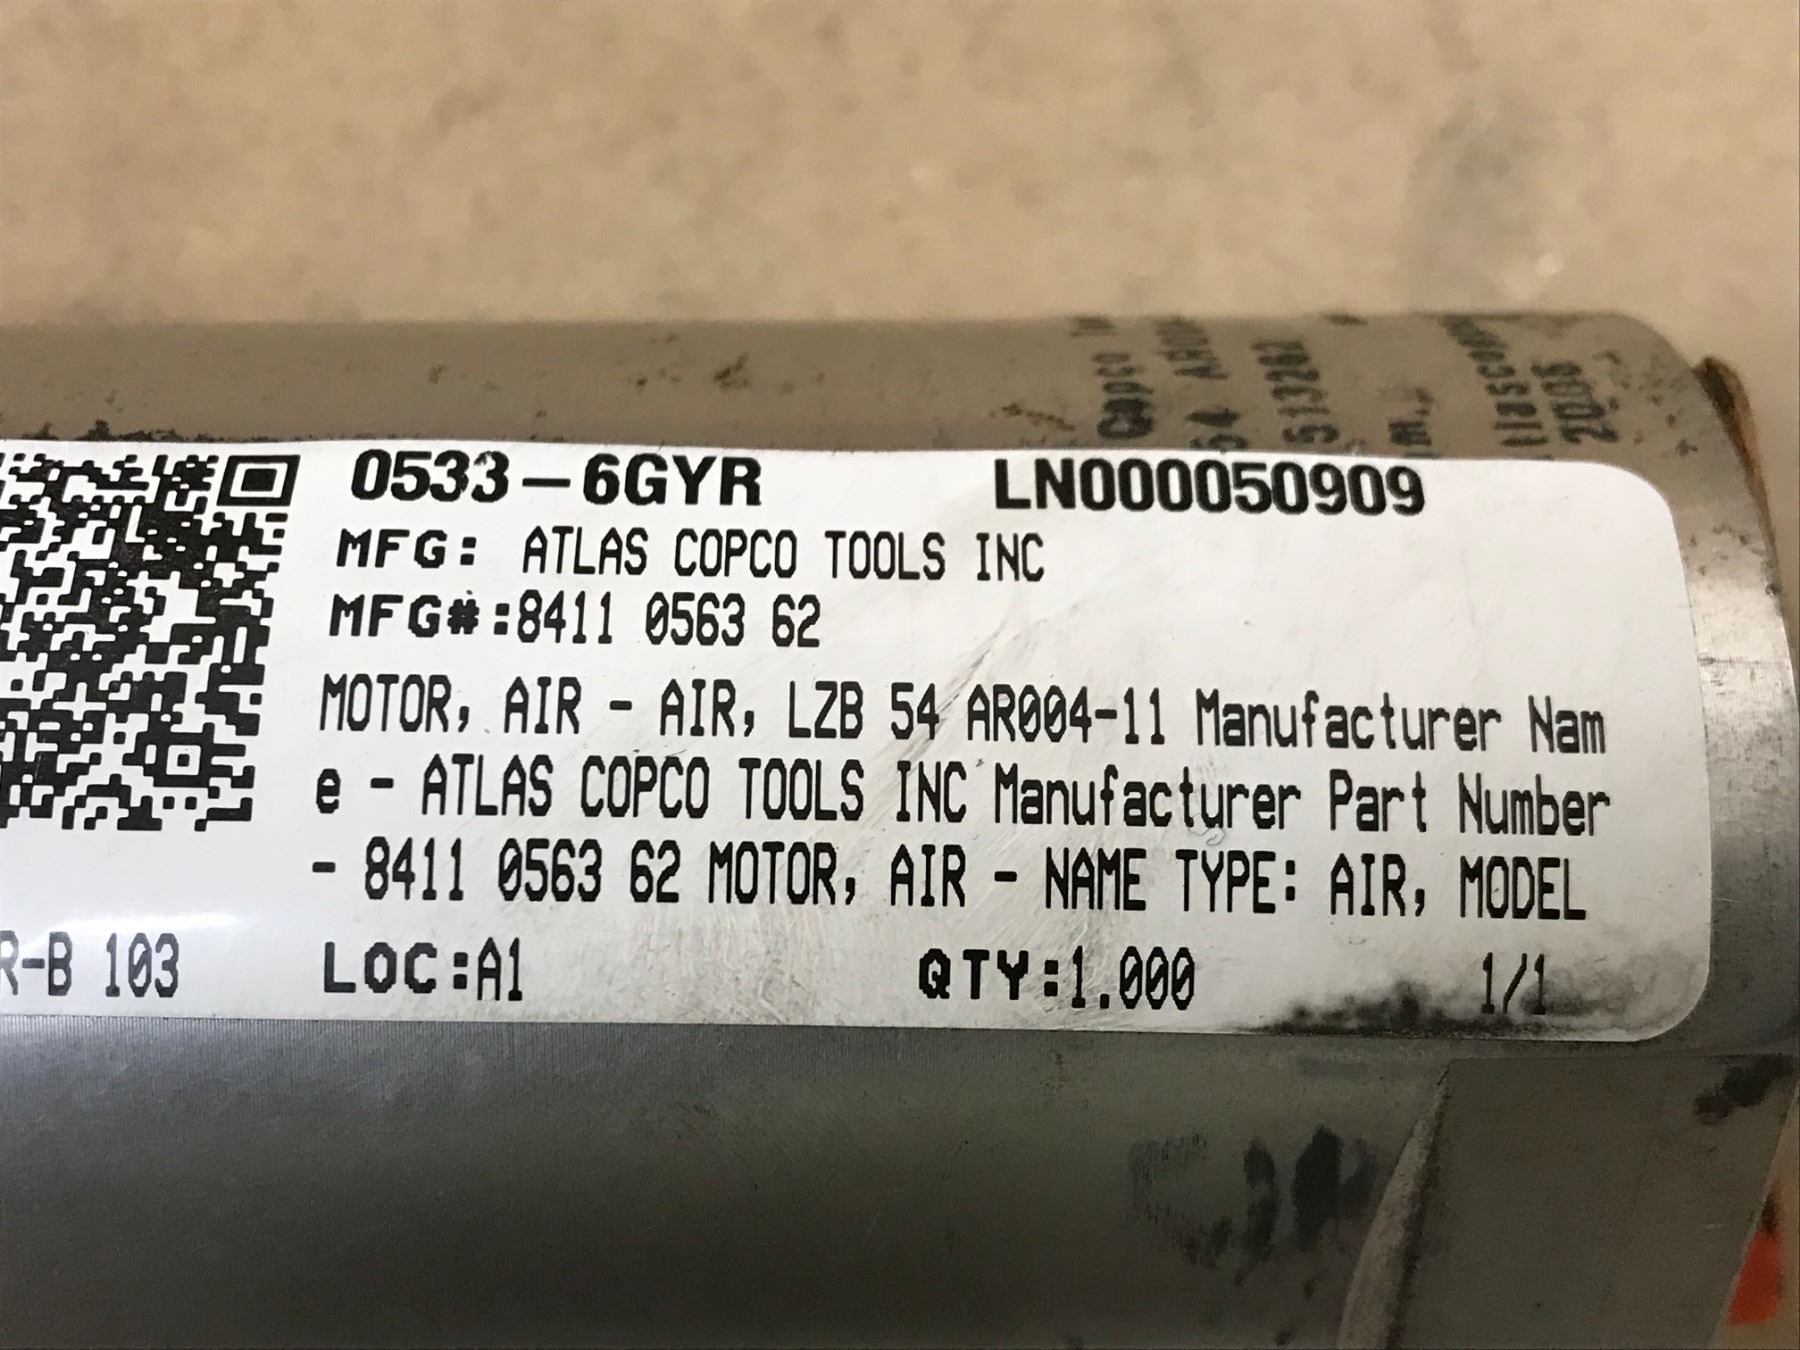 0533-6GYR LN000050909
MFG: ATLAS COPCO TOOLS INC
MFG#:8411 0563 62
MOTOR, AIR - AIR, LZB 54 AR004-11 Manufacturer Nam
e - ATLAS COPCO TOOLS INC Manufacturer Part Number
- 8411 0563 62 MOTOR, AIR - NAME TYPE: AIR, MODEL
R-B 103 LOC:A1 QTY:1.000 1/1
Copco